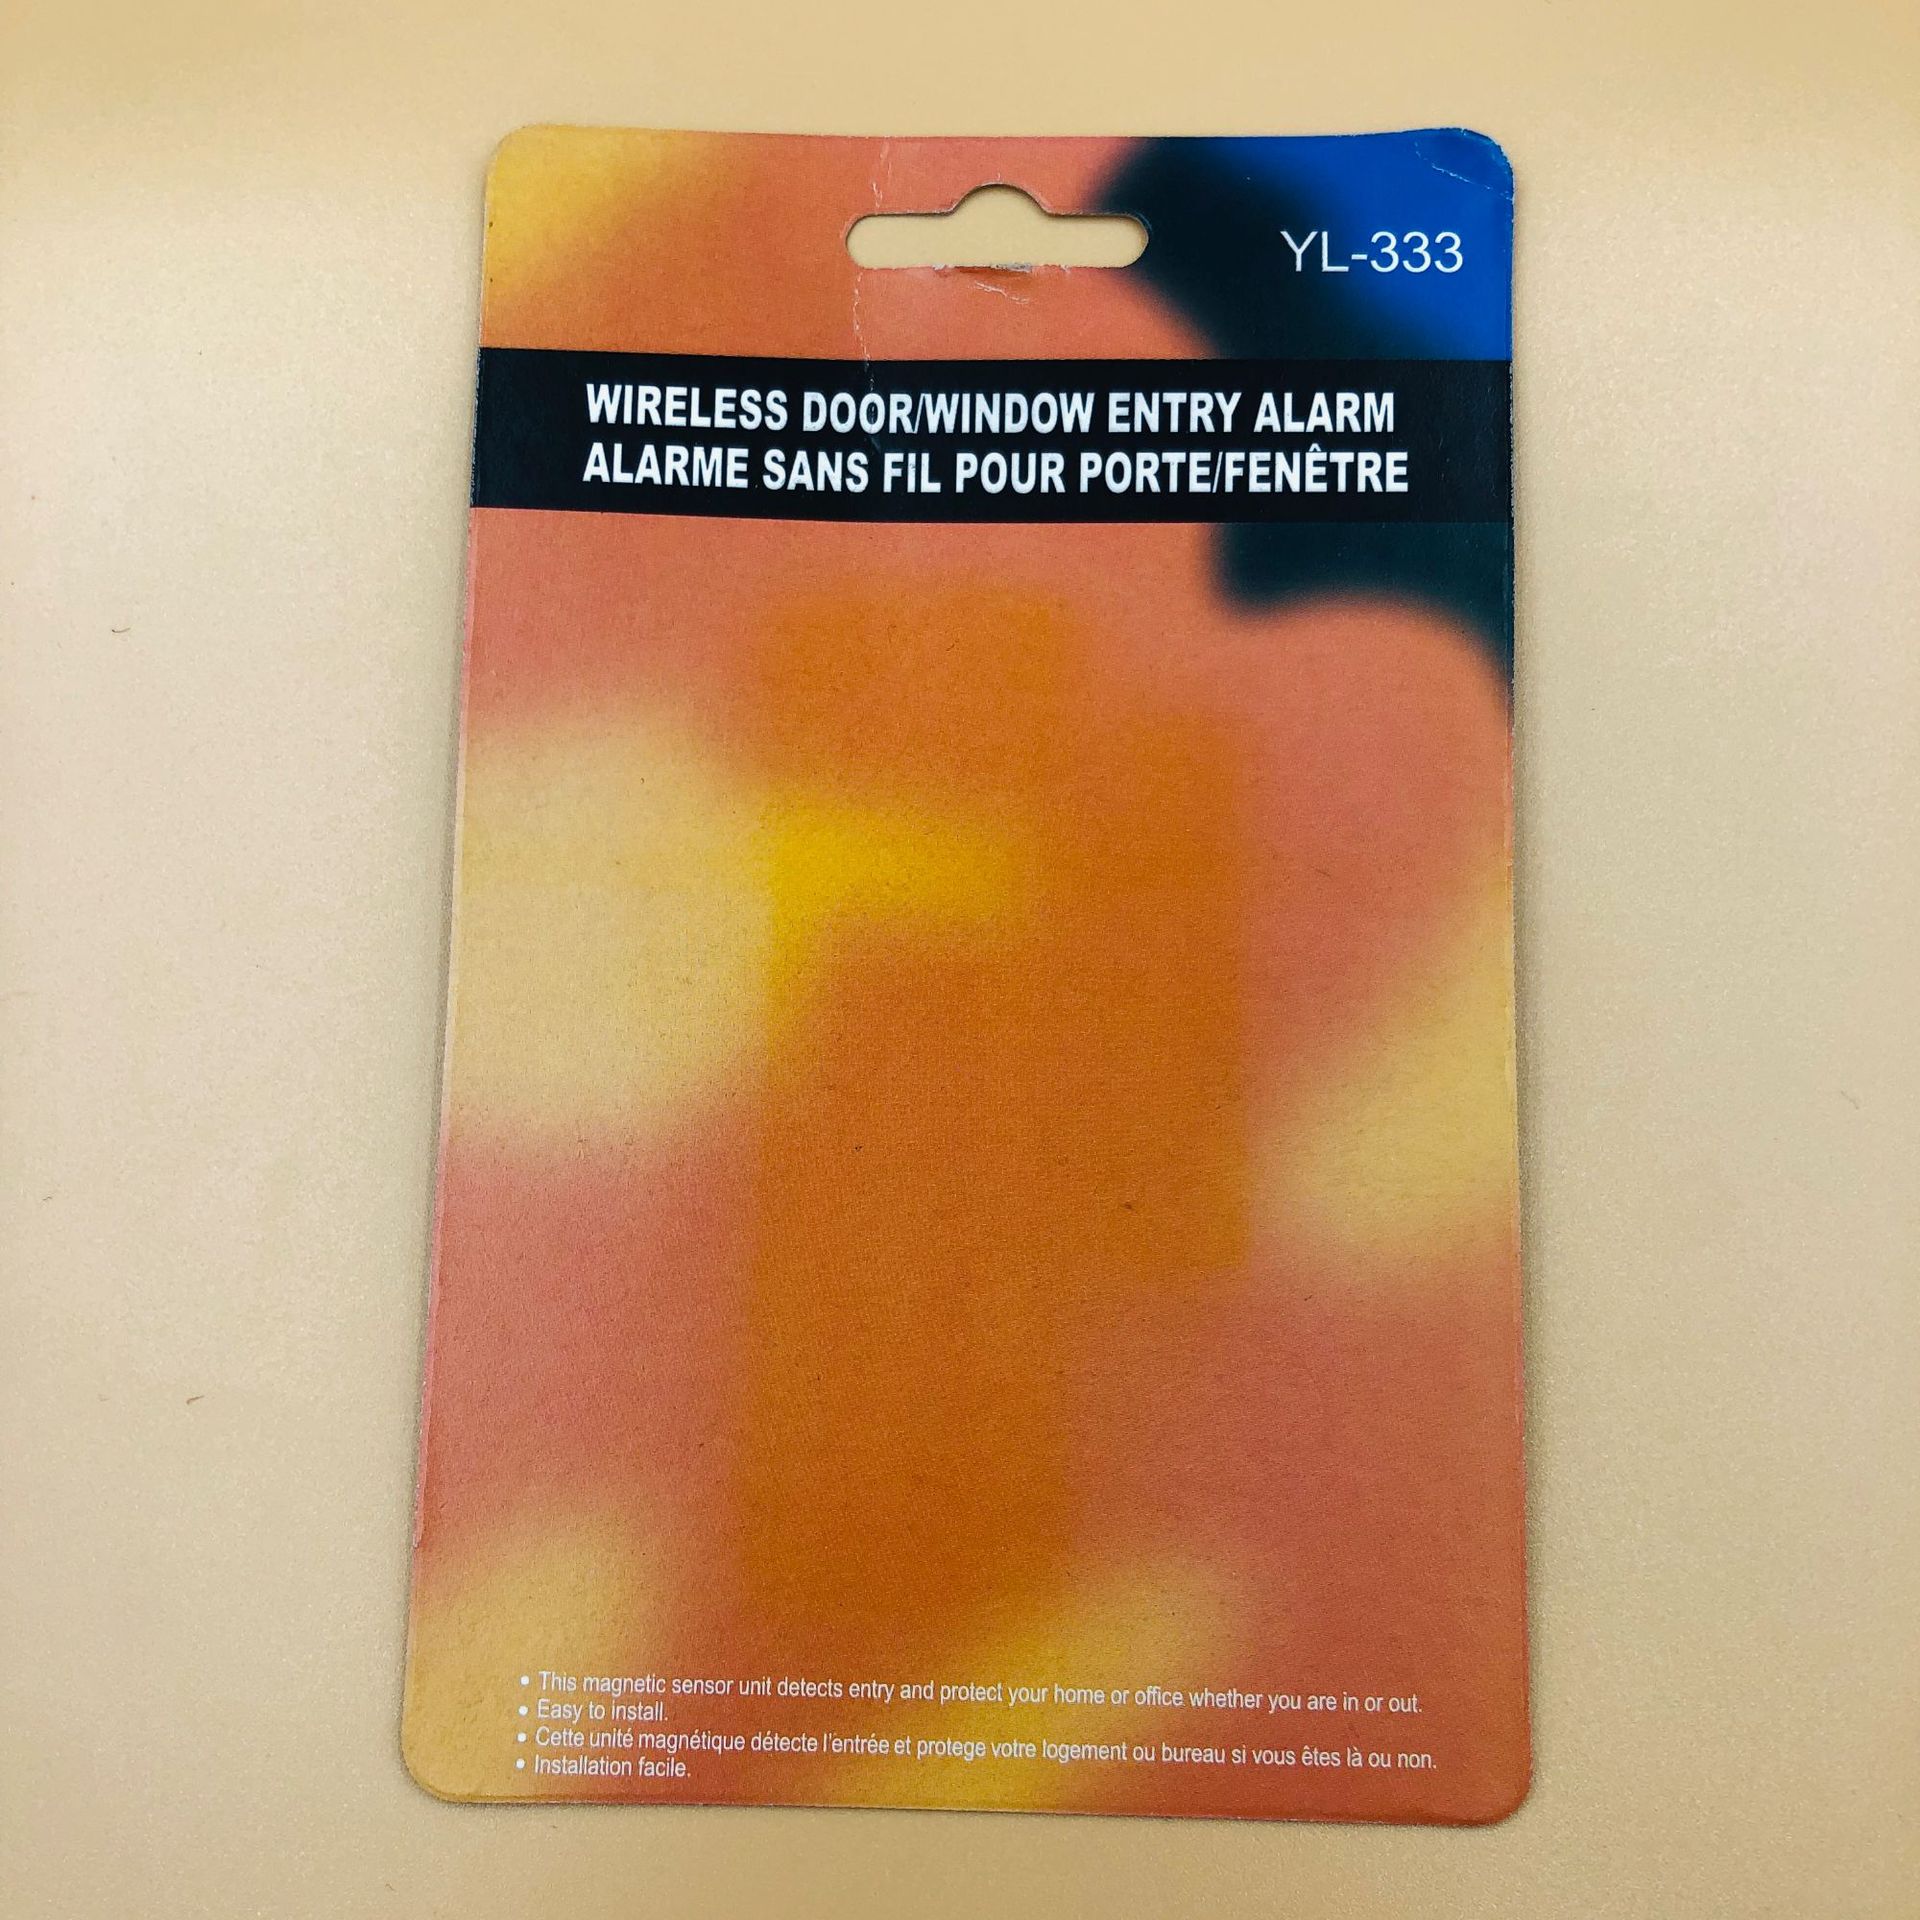 YL-333
WIRELESS DOOR/WINDOW ENTRY ALARM
ALARME SANS FIL POUR PORTE/FENÊTRE
• This magnetic sensor unit detects entry and protect your home or office whether you are in or out.
• Easy to install.
• Cette unité magnétique détecte l'entrée et protege votre logement ou bureau si vous êtes là ou non.
• Installation facile.